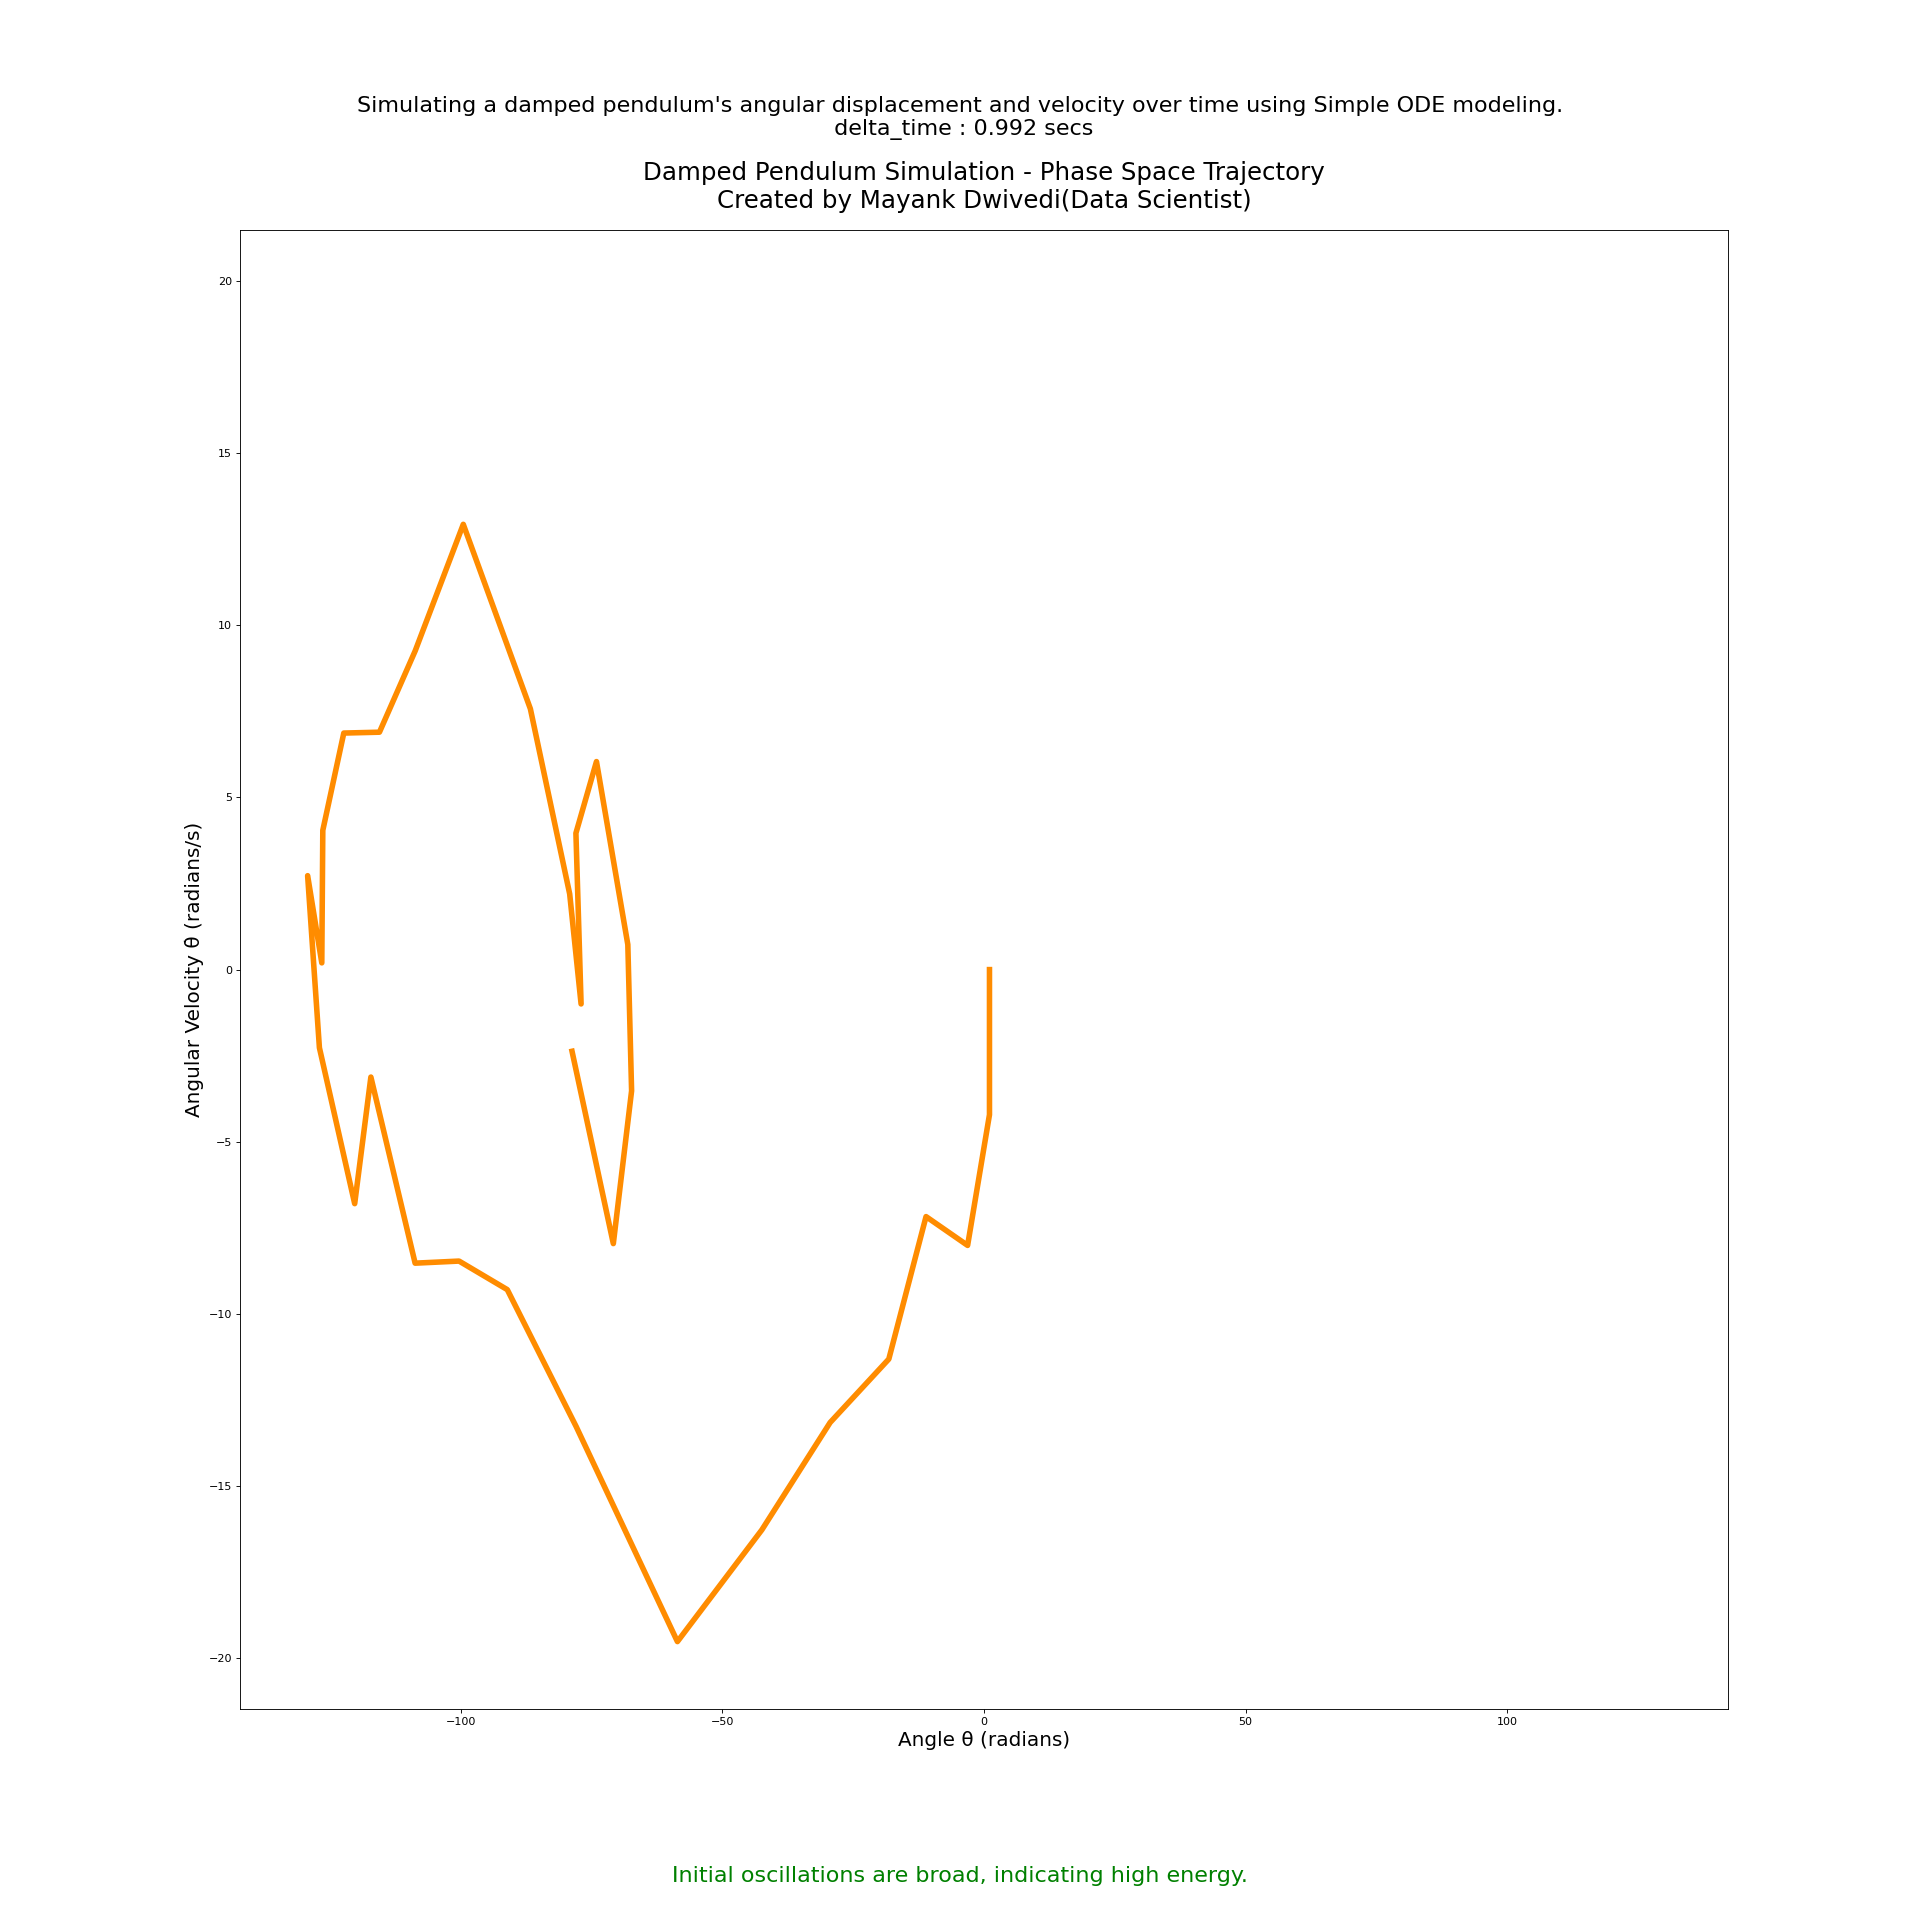 Simulating a damped pendulum's angular displacement and velocity over time using Simple ODE modeling.
delta_time : 0.992 secs
Damped Pendulum Simulation - Phase Space Trajectory
Created by Mayank Dwivedi(Data Scientist)
20
15
10
5
0
−5
−10
−15
−20
Angular Velocity θ (radians/s)
−100
−50
0
50
100
Angle θ (radians)
Initial oscillations are broad, indicating high energy.